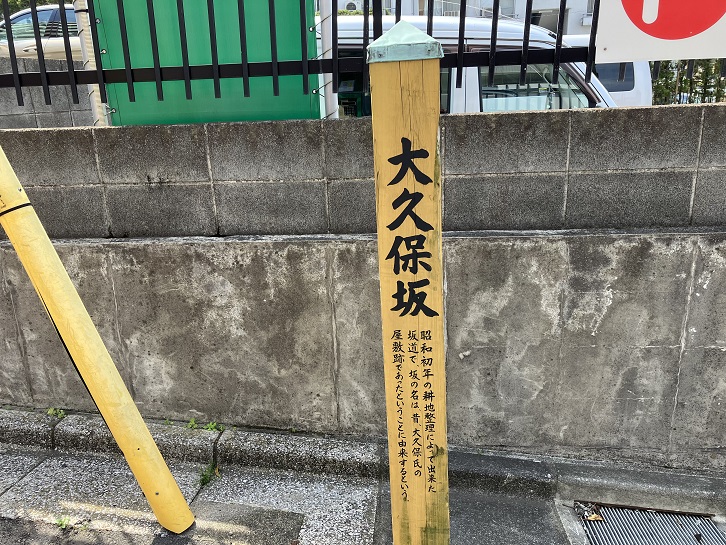 大久保坂
昭和初年の耕地整理によって出来た
坂道で、坂の名は、昔、大久保氏の
屋敷跡であったということに由来するという。